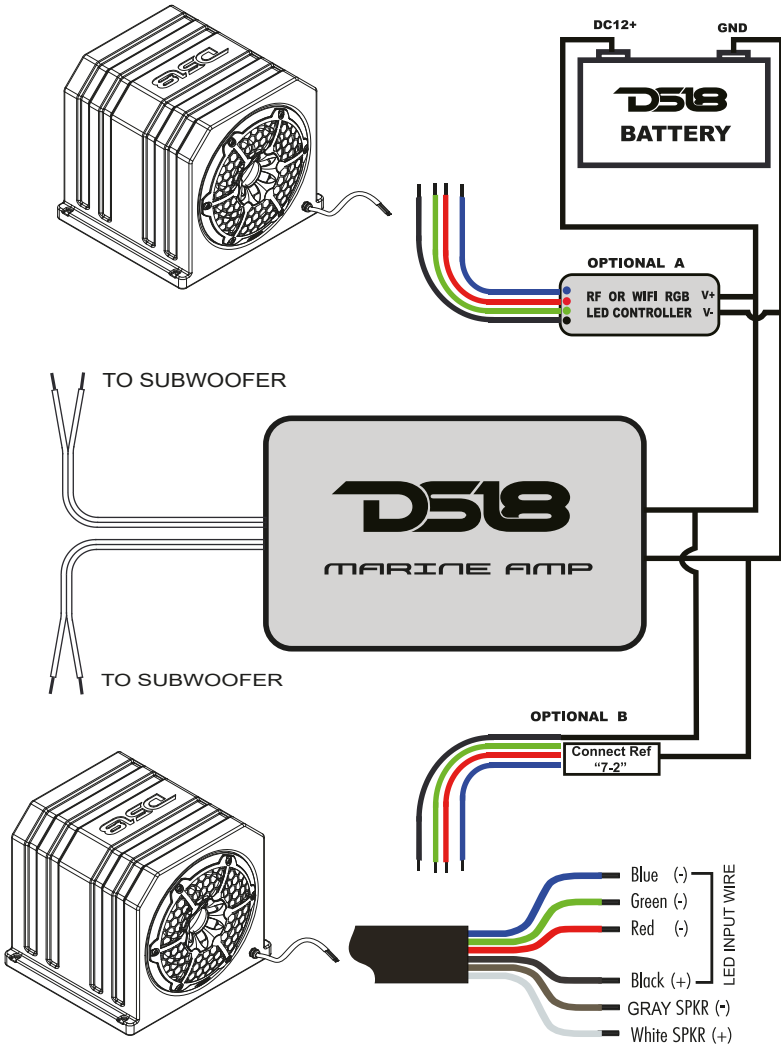 DS18
DC12+
GND
DS18
BATTERY
OPTIONAL A
RF OR WIFI RGB V+
LED CONTROLLER V-
TO SUBWOOFER
DS18
MARINE AMP
TO SUBWOOFER
OPTIONAL B
Connect Ref
“7-2”
DS18
Blue (-)
Green (-)
Red (-)
Black (+)
LED INPUT WIRE
GRAY SPKR (-)
White SPKR (+)